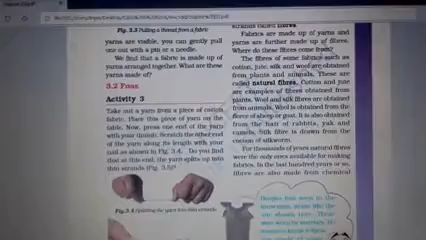 Fig. 3.3 Pulling a thread from a fabric
yarns are visible, you can gently pull
one out with a pin or a needle.
We find that a fabric is made up of
yarns arranged together. What are these
yarns made of?
3.2 FIBRE
Activity 3
Take out a yarn from a piece of cotton
fabric. Place this piece of yarn on the
table. Now, press one end of the yarn
with your thumb. Scratch the other end
of the yarn along its length with your
nail as shown in Fig. 3.4. Do you find
that at this end, the yarn splits up into
thin strands (Fig. 3.5)?
Fig. 3.4 Splitting the yarn into thin strands
strands called fibres.
Fabrics are made up of yarns and
yarns are further made up of fibres.
Where do these fibres come from?
The fibres of some fabrics such as
cotton, jute, silk and wool are obtained
from plants and animals. These are
called natural fibres. Cotton and jute
are examples of fibres obtained from
plants. Wool and silk fibres are obtained
from animals. Wool is obtained from the
fleece of sheep or goat. It is also obtained
from the hair of rabbits, yak and
camels. Silk fibre is drawn from the
cocoon of silkworm.
For thousands of years natural fibres
were the only ones available for making
fabrics. In the last hundred years or so,
fibres are also made from chemical